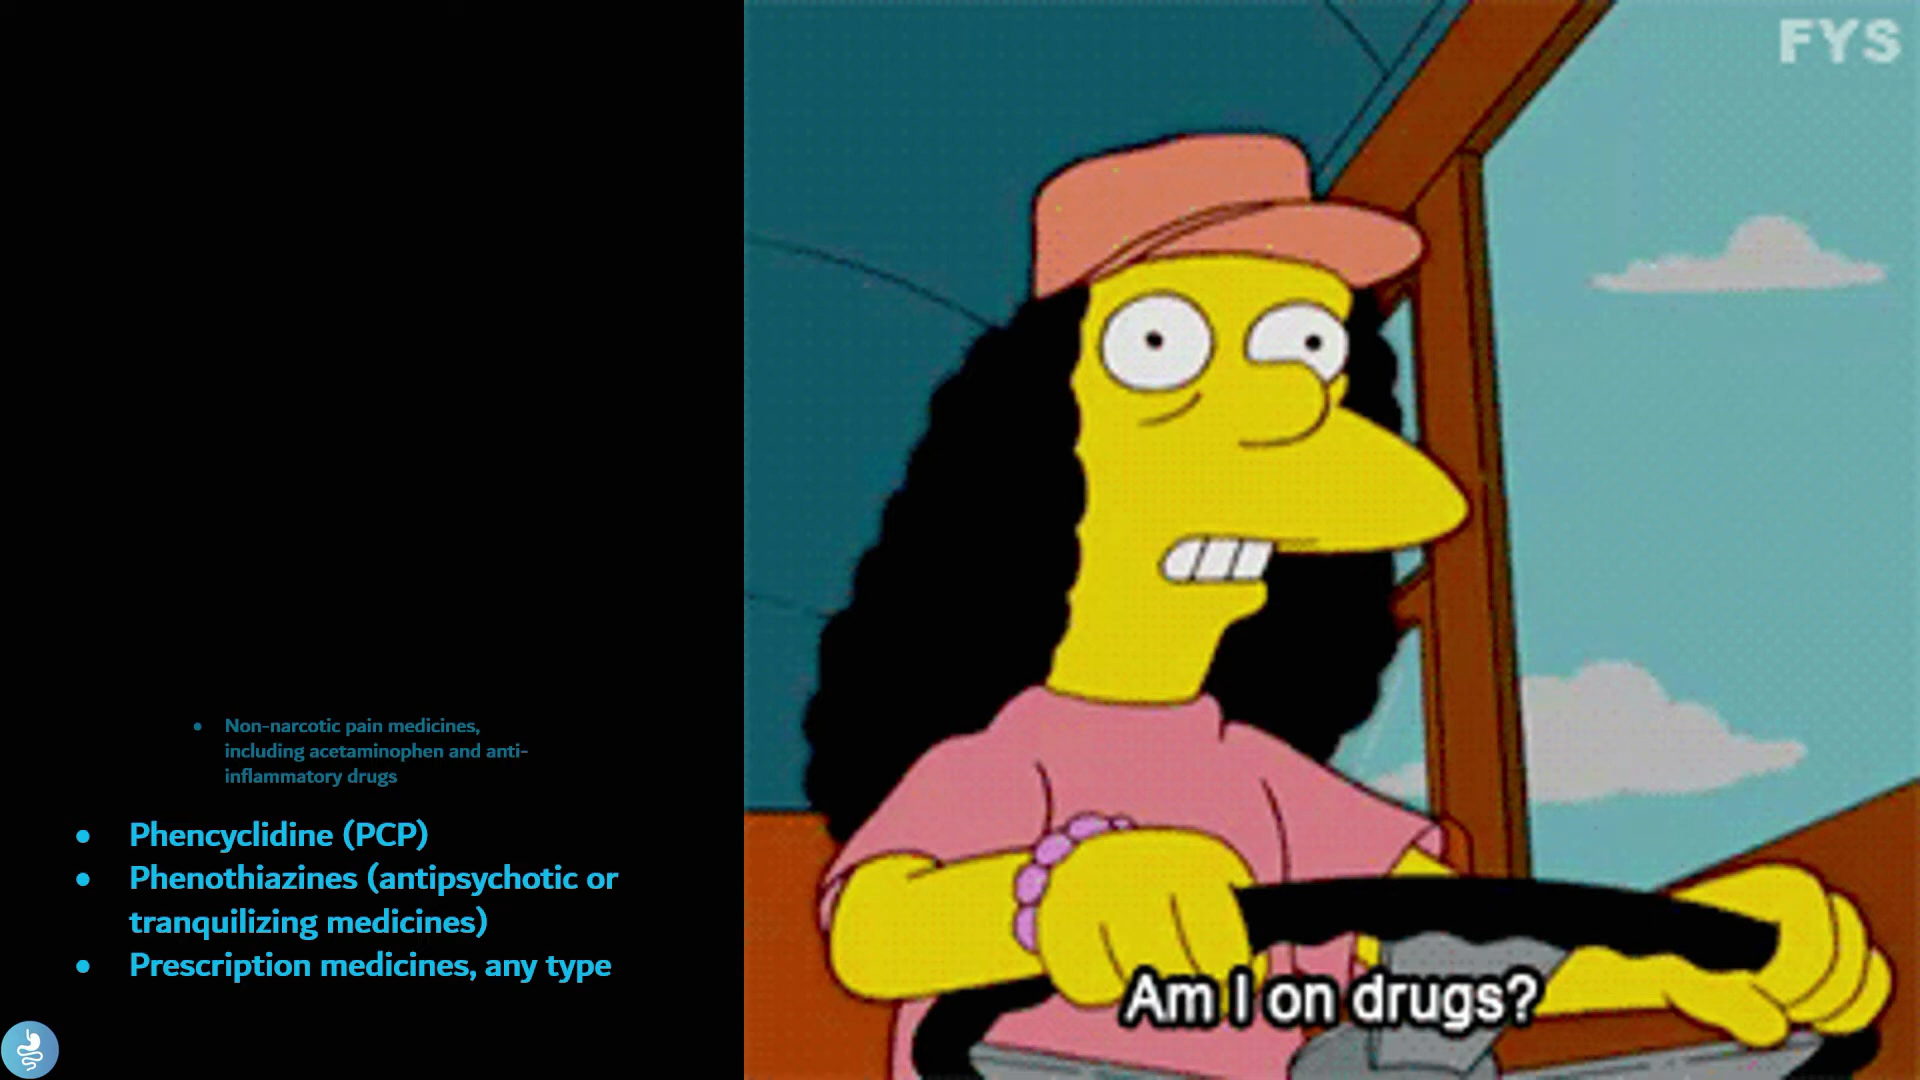 FYS
• Non-narcotic pain medicines,
including acetaminophen and anti-
inflammatory drugs
• Phencyclidine (PCP)
• Phenothiazines (antipsychotic or
tranquilizing medicines)
• Prescription medicines, any type
Am I on drugs?